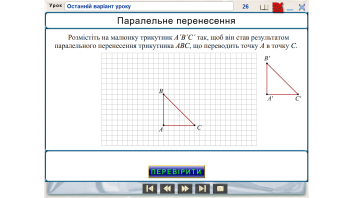 Урок Останній варіант уроку 26
Паралельне перенесення
Розмістіть на малюнку трикутник A'B'C' так, щоб він став результатом
паралельного перенесення трикутника ABC, що переводить точку A в точку C.
B'
A' C'
B
A C
ПЕРЕВІРИТИ